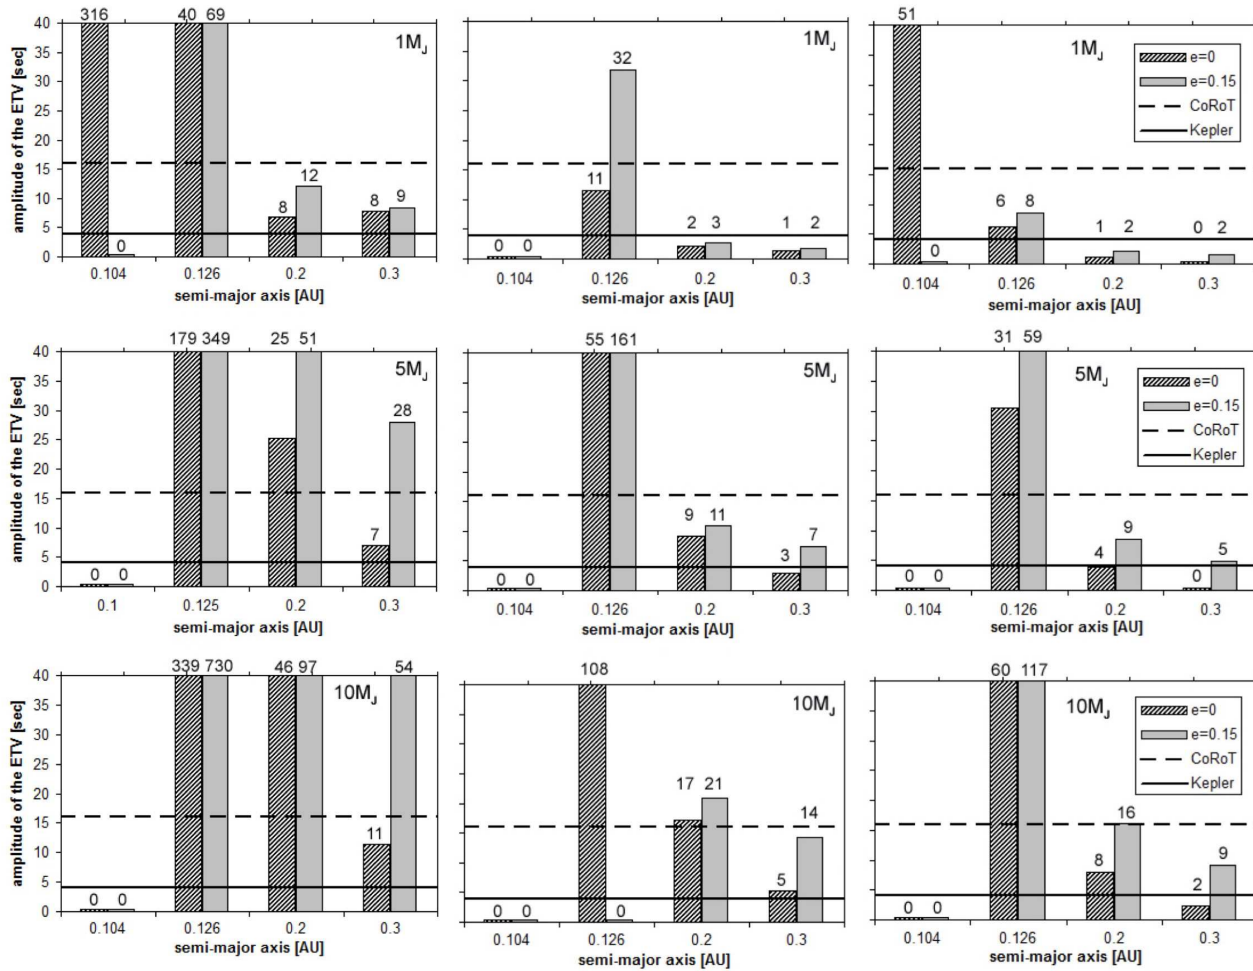 316 40 69
40
35
30
25
20
15
10
5
0
amplitude of the ETV [sec]
1M_J
0 8 12 8 9
0.104 0.126 0.2 0.3
semi-major axis [AU]
1M_J
0 0 11 32 2 3 1 2
0.104 0.126 0.2 0.3
semi-major axis [AU]
51
1M_J
e=0
e=0.15
CoRoT
Kepler
0 6 8 1 2 0 2
0.104 0.126 0.2 0.3
semi-major axis [AU]
179 349 25 51
40
35
30
25
20
15
10
5
0
amplitude of the ETV [sec]
5M_J
0 0 7 28
0.1 0.125 0.2 0.3
semi-major axis [AU]
55 161
5M_J
0 0 9 11 3 7
0.104 0.126 0.2 0.3
semi-major axis [AU]
31 59
5M_J
e=0
e=0.15
CoRoT
Kepler
0 0 4 9 0 5
0.104 0.126 0.2 0.3
semi-major axis [AU]
339 730 46 97 54
40
35
30
25
20
15
10
5
0
amplitude of the ETV [sec]
10M_J
0 0 11
0.104 0.126 0.2 0.3
semi-major axis [AU]
108
10M_J
0 0 0 17 21 5 14
0.104 0.126 0.2 0.3
semi-major axis [AU]
60 117
10M_J
e=0
e=0.15
CoRoT
Kepler
0 0 8 16 2 9
0.104 0.126 0.2 0.3
semi-major axis [AU]